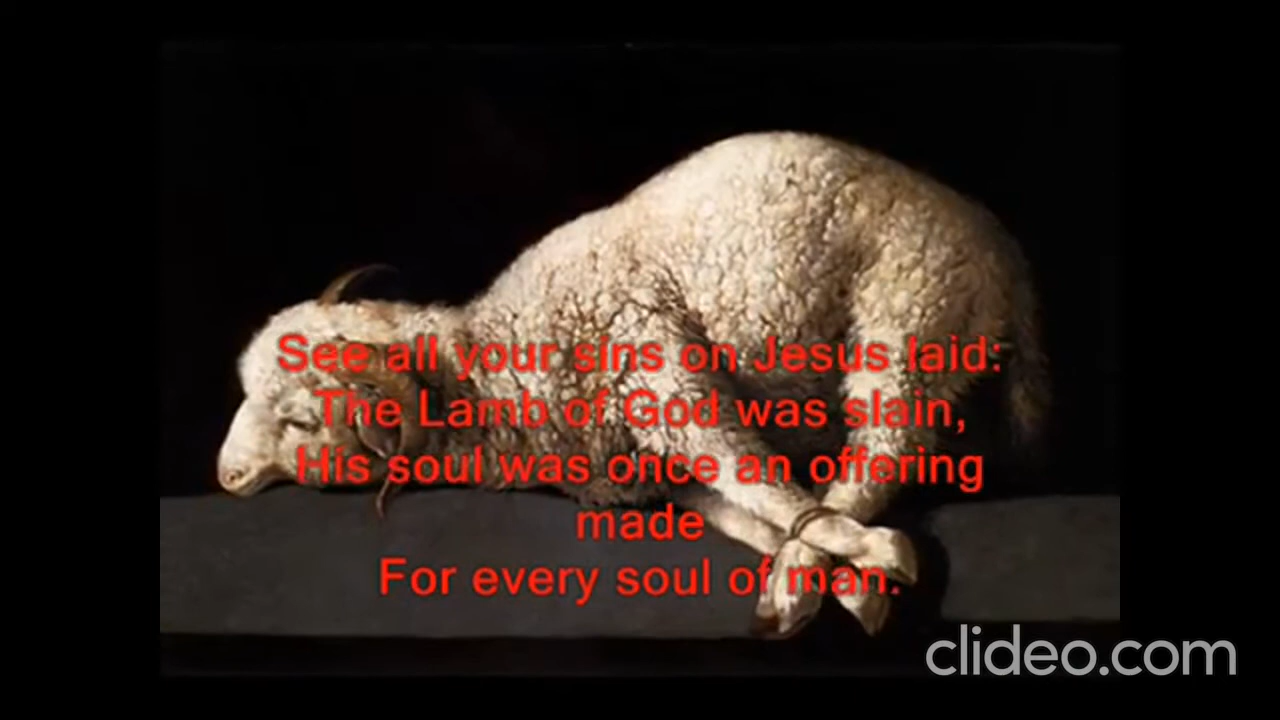 See all your sins on Jesus laid:
The Lamb of God was slain,
His soul was once an offering
made
For every soul of man.
clideo.com